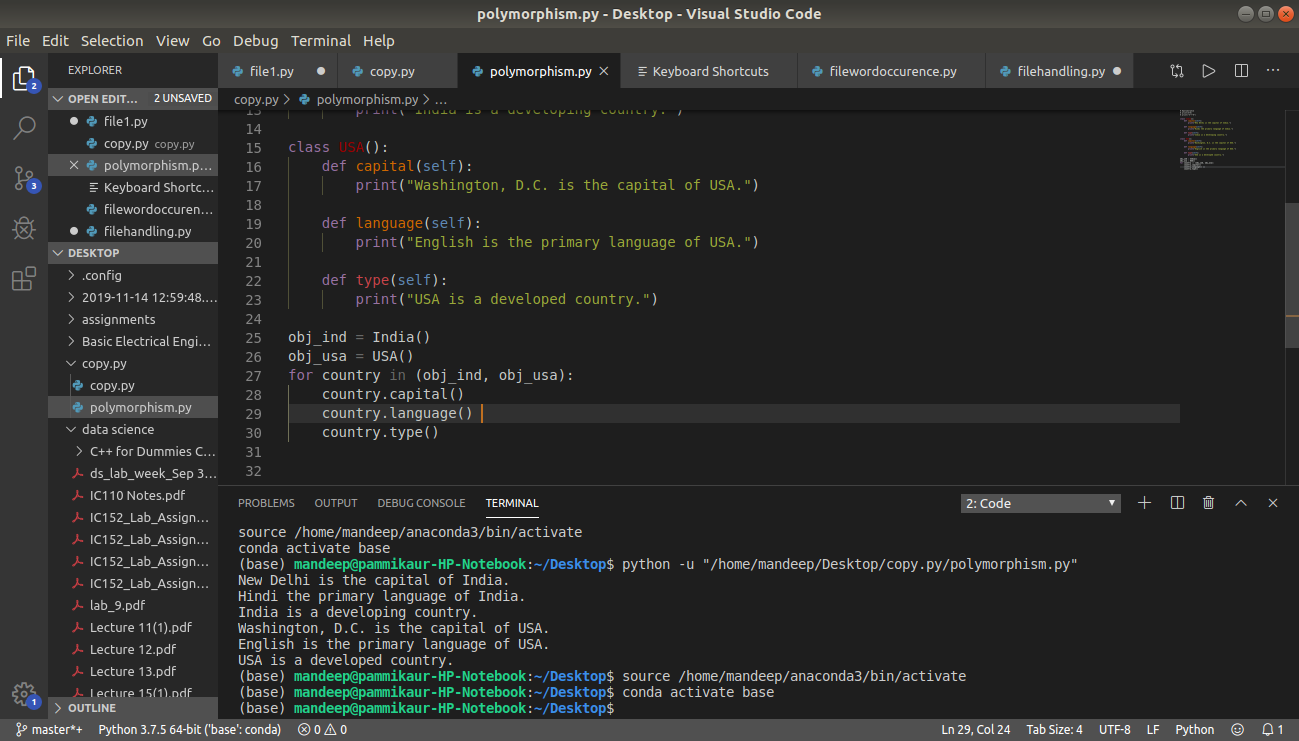 polymorphism.py - Desktop - Visual Studio Code
File Edit Selection View Go Debug Terminal Help
EXPLORER
file1.py
copy.py
polymorphism.py
Keyboard Shortcuts
filewordoccurence.py
filehandling.py
OPEN EDIT... 2 UNSAVED
file1.py
copy.py copy.py
polymorphism.p...
Keyboard Shortc...
filewordoccuren...
filehandling.py
DESKTOP
.config
2019-11-14 12:59:48....
assignments
Basic Electrical Engi...
copy.py
copy.py
polymorphism.py
data science
C++ for Dummies C...
ds_lab_week_Sep 3...
IC110 Notes.pdf
IC152_Lab_Assign...
IC152_Lab_Assign...
IC152_Lab_Assign...
IC152_Lab_Assign...
lab_9.pdf
Lecture 11(1).pdf
Lecture 12.pdf
Lecture 13.pdf
Lecture 15(1).pdf
OUTLINE
2
3
1
copy.py > polymorphism.py > ...
13 print("India is a developing country.")
14
15 class USA():
16 def capital(self):
17 print("Washington, D.C. is the capital of USA.")
18
19 def language(self):
20 print("English is the primary language of USA.")
21
22 def type(self):
23 print("USA is a developed country.")
24
25 obj_ind = India()
26 obj_usa = USA()
27 for country in (obj_ind, obj_usa):
28 country.capital()
29 country.language()
30 country.type()
31
32
PROBLEMS OUTPUT DEBUG CONSOLE TERMINAL 2: Code
source /home/mandeep/anaconda3/bin/activate
conda activate base
(base) mandeep@pammikaur-HP-Notebook:~/Desktop$ python -u "/home/mandeep/Desktop/copy.py/polymorphism.py"
New Delhi is the capital of India.
Hindi the primary language of India.
India is a developing country.
Washington, D.C. is the capital of USA.
English is the primary language of USA.
USA is a developed country.
(base) mandeep@pammikaur-HP-Notebook:~/Desktop$ source /home/mandeep/anaconda3/bin/activate
(base) mandeep@pammikaur-HP-Notebook:~/Desktop$ conda activate base
(base) mandeep@pammikaur-HP-Notebook:~/Desktop$
master*+ Python 3.7.5 64-bit ('base': conda) 0 0 Ln 29, Col 24 Tab Size: 4 UTF-8 LF Python 1